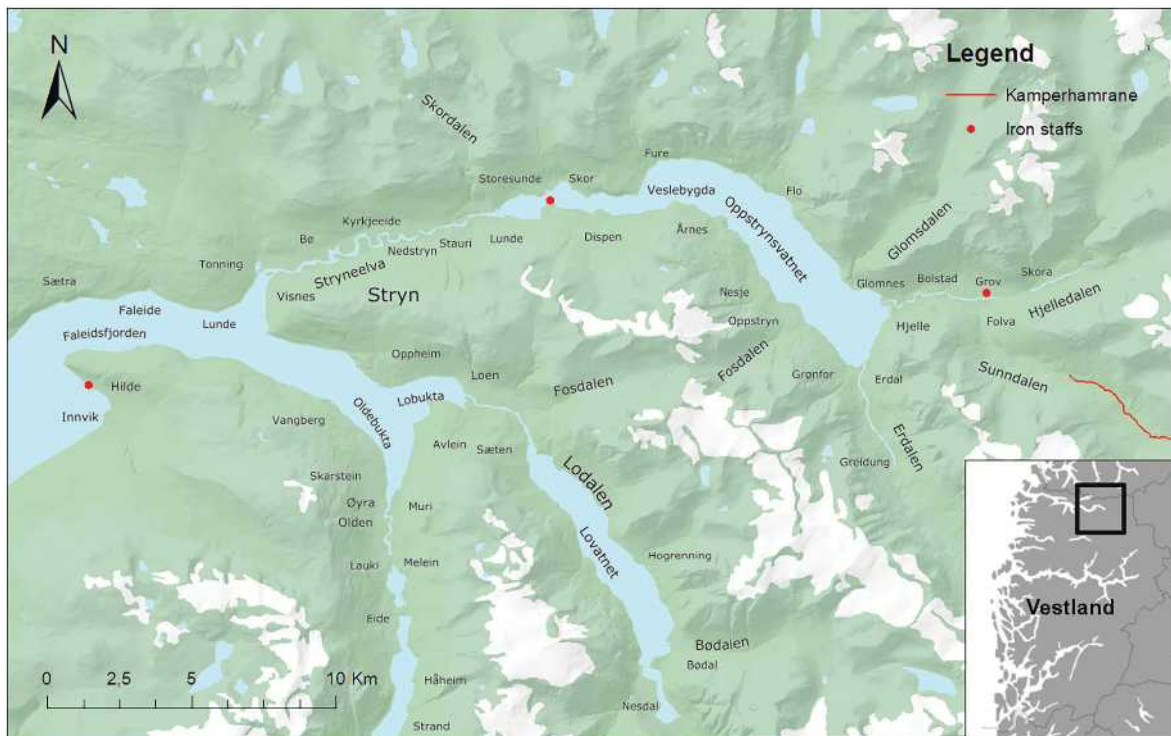 N
Legend
Kamperhamrane
Iron staffs
Skordalen
Fure
Storesunde
Skor
Veslebygda
Flo
Oppstrynsvatnet
Kyrkjeeide
Bø
Nedstryn
Stauri
Lunde
Dispen
Årnes
Glomsdalen
Tonning
Stryneelva
Sætra
Visnes
Stryn
Glomnes
Bolstad
Grov
Skora
Hjelledalen
Faleide
Faleidsfjorden
Lunde
Nesje
Oppstryn
Hjelle
Folva
Oppheim
Loen
Fosdalen
Fosdalen
Grønfor
Erdal
Sunndalen
Hilde
Innvik
Lobukta
Oldebukta
Vangberg
Avlein
Sæten
Erdalen
Greidung
Skarstein
Lodalen
Øyra
Olden
Muri
Lovatnet
Hogrenning
Lauki
Melein
Vestland
Eide
Bødalen
Bødal
Håheim
Nesdal
Strand
0 2,5 5 10 Km